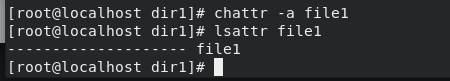 [root@localhost dir1]# chattr -a file1
[root@localhost dir1]# lsattr file1
-------------------- file1
[root@localhost dir1]#